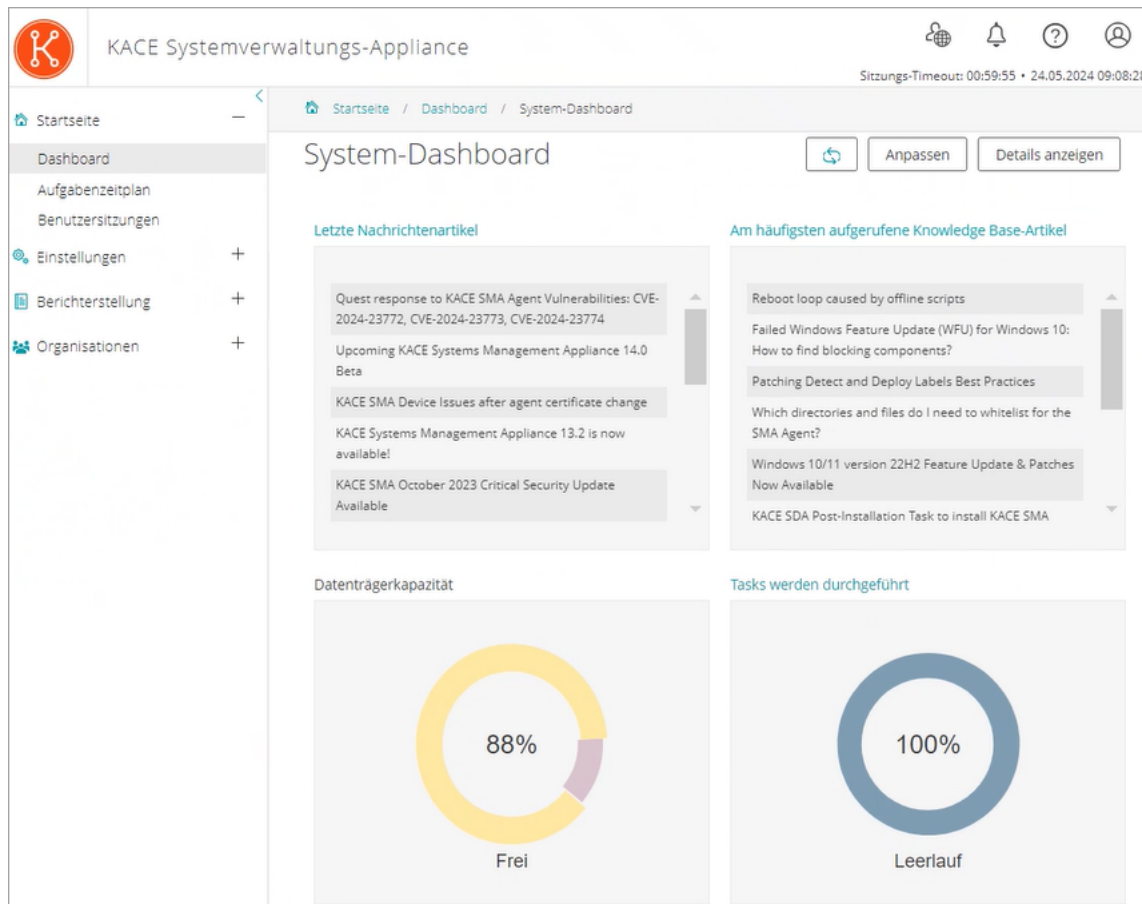 KACE Systemverwaltungs-Appliance
Sitzungs-Timeout: 00:59:55 • 24.05.2024 09:08:28
Startseite
Dashboard
Aufgabenzeitplan
Benutzersitzungen
Einstellungen
Berichterstellung
Organisationen
Startseite / Dashboard / System-Dashboard
System-Dashboard
Anpassen
Details anzeigen
Letzte Nachrichtenartikel
Quest response to KACE SMA Agent Vulnerabilities: CVE-
2024-23772, CVE-2024-23773, CVE-2024-23774
Upcoming KACE Systems Management Appliance 14.0
Beta
KACE SMA Device Issues after agent certificate change
KACE Systems Management Appliance 13.2 is now
available!
KACE SMA October 2023 Critical Security Update
Available
Am häufigsten aufgerufene Knowledge Base-Artikel
Reboot loop caused by offline scripts
Failed Windows Feature Update (WFU) for Windows 10:
How to find blocking components?
Patching Detect and Deploy Labels Best Practices
Which directories and files do I need to whitelist for the
SMA Agent?
Windows 10/11 version 22H2 Feature Update & Patches
Now Available
KACE SDA Post-Installation Task to install KACE SMA
Datenträgerkapazität
88%
Frei
Tasks werden durchgeführt
100%
Leerlauf